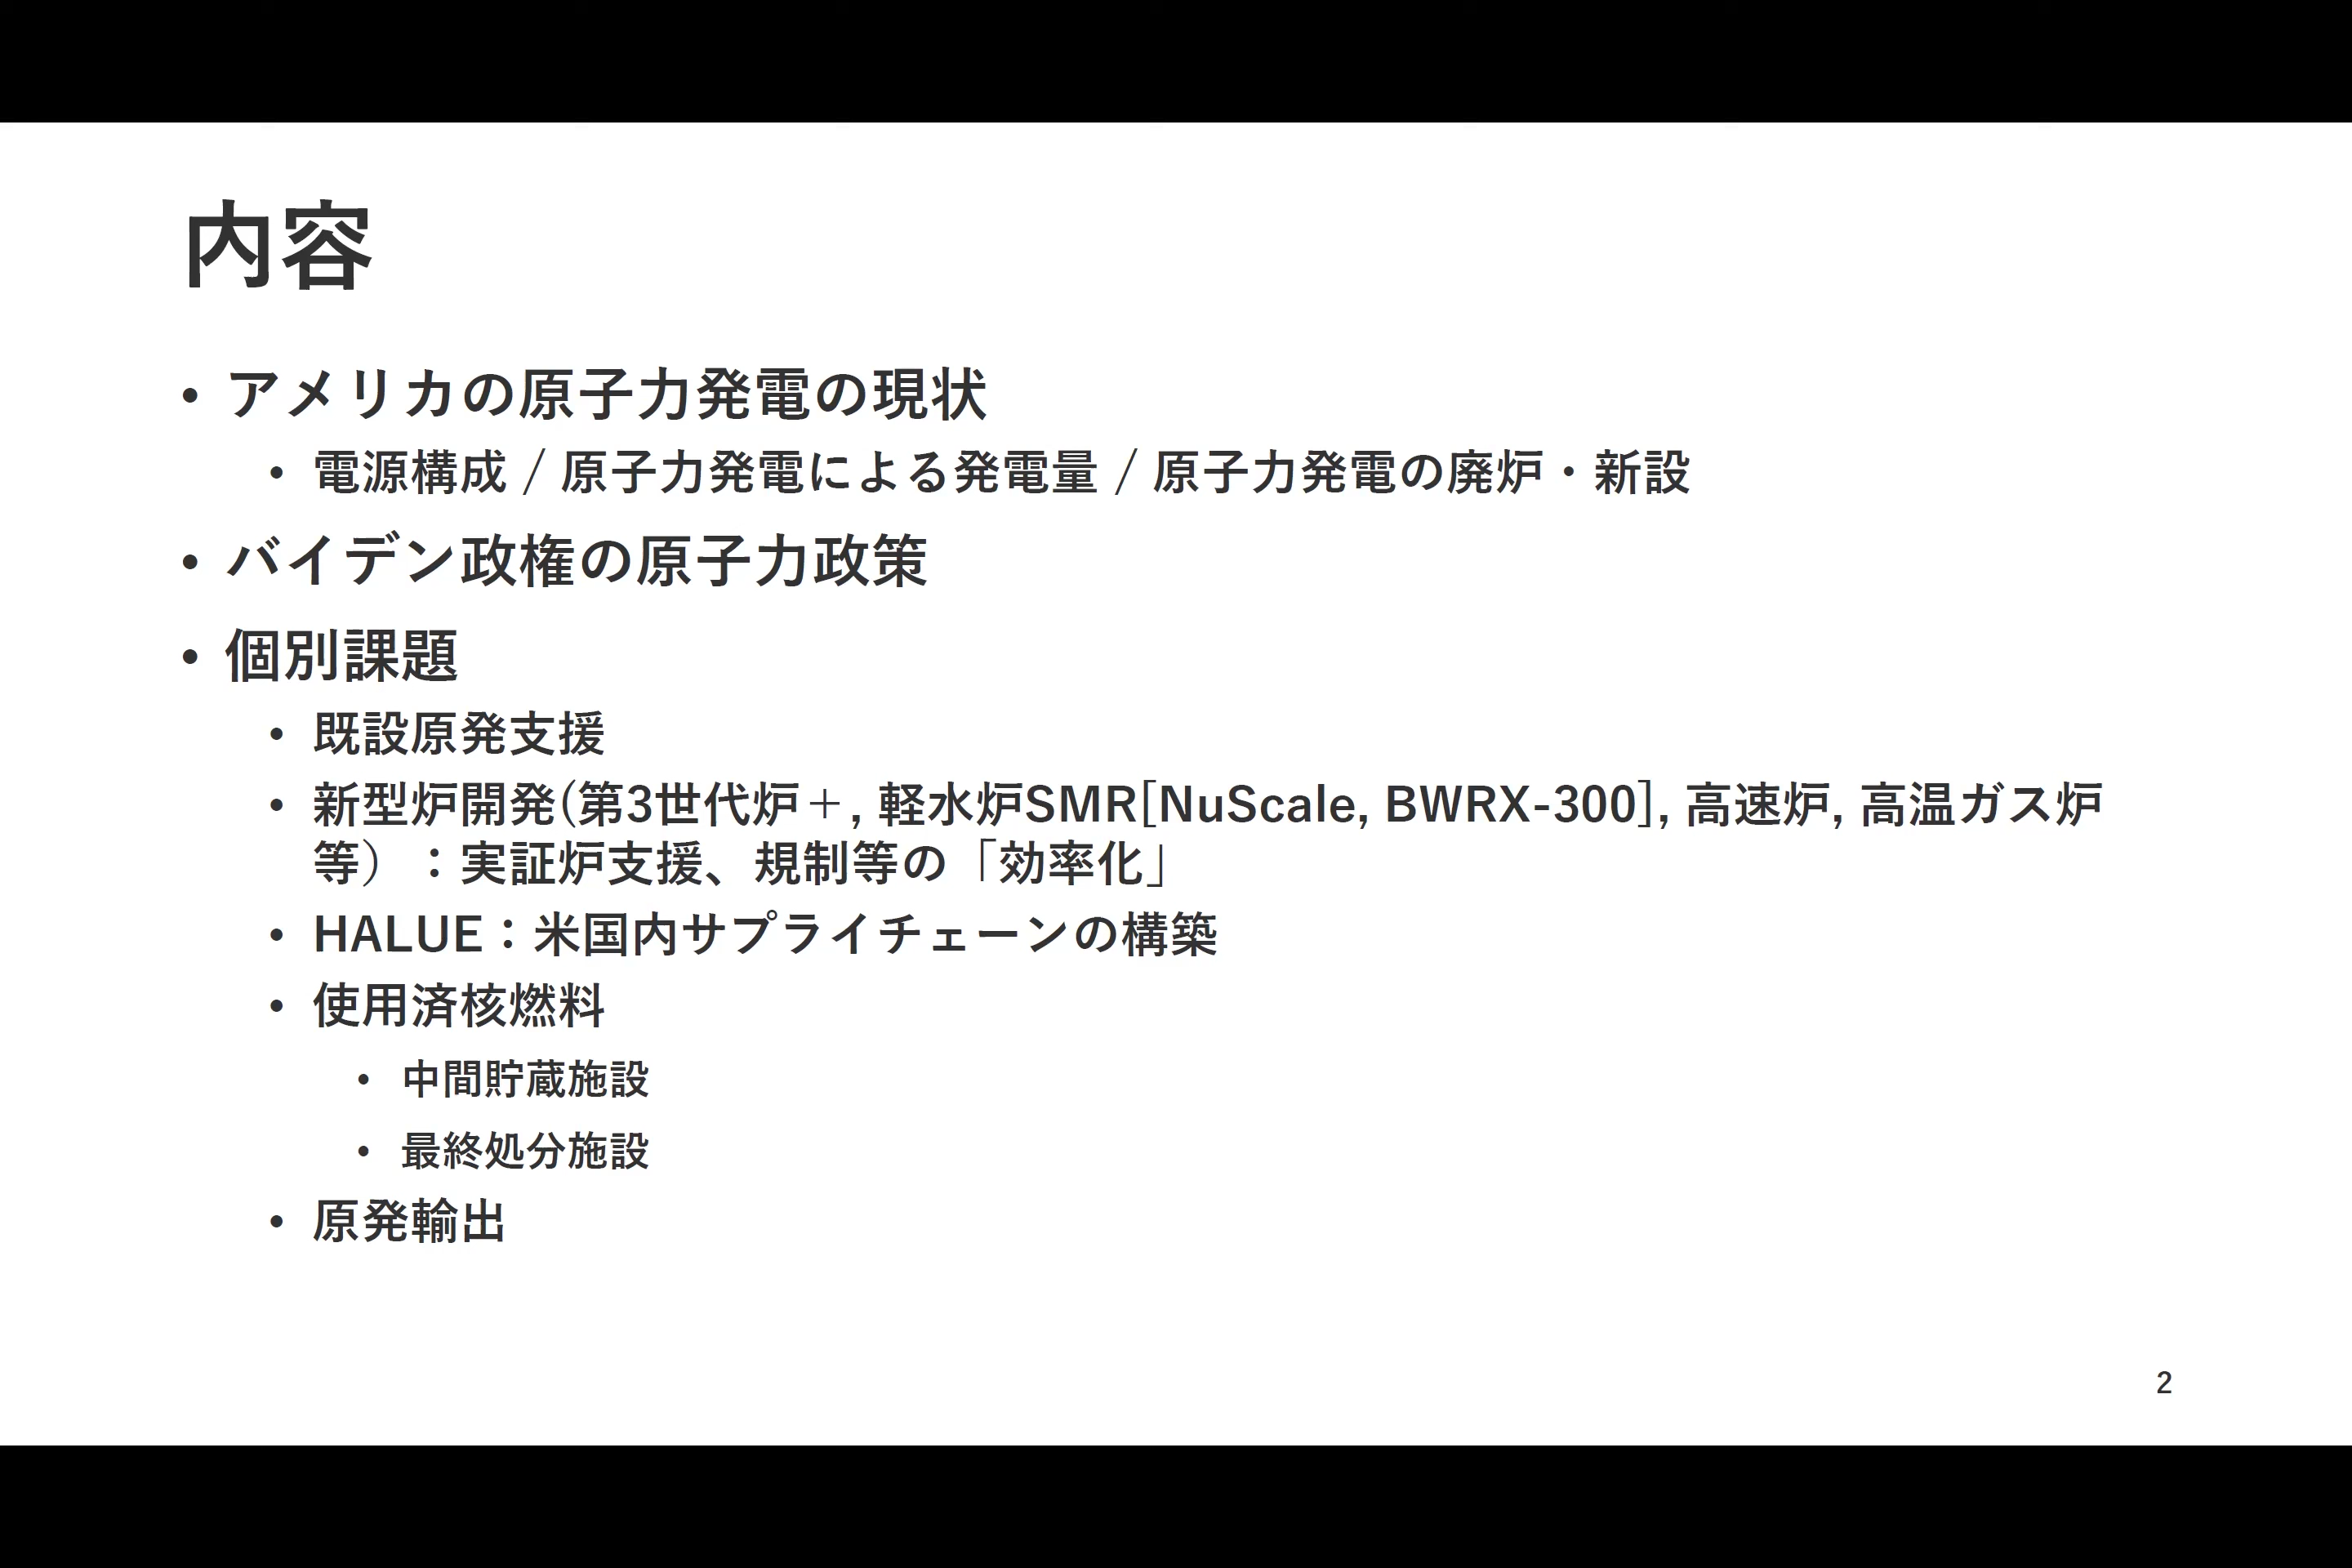 内容
• アメリカの原子力発電の現状
• 電源構成 / 原子力発電による発電量 / 原子力発電の廃炉・新設
• バイデン政権の原子力政策
• 個別課題
• 既設原発支援
• 新型炉開発(第3世代炉＋, 軽水炉SMR[NuScale, BWRX-300], 高速炉, 高温ガス炉
等）：実証炉支援、規制等の「効率化」
• HALUE：米国内サプライチェーンの構築
• 使用済核燃料
• 中間貯蔵施設
• 最終処分施設
• 原発輸出
2